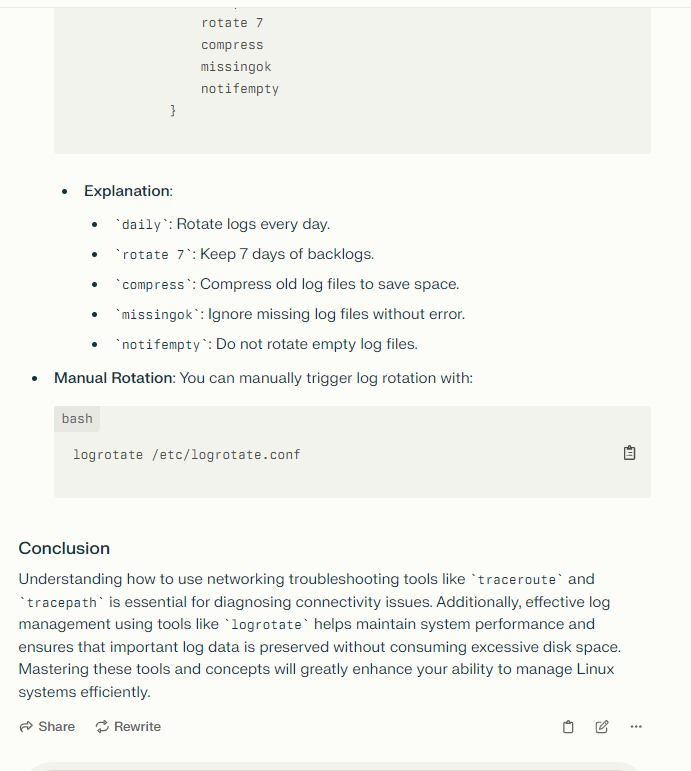 rotate 7
compress
missingok
notifempty
}
• Explanation:
• `daily`: Rotate logs every day.
• `rotate 7`: Keep 7 days of backlogs.
• `compress`: Compress old log files to save space.
• `missingok`: Ignore missing log files without error.
• `notifempty`: Do not rotate empty log files.
• Manual Rotation: You can manually trigger log rotation with:
bash
logrotate /etc/logrotate.conf
Conclusion
Understanding how to use networking troubleshooting tools like `traceroute` and
`tracepath` is essential for diagnosing connectivity issues. Additionally, effective log
management using tools like `logrotate` helps maintain system performance and
ensures that important log data is preserved without consuming excessive disk space.
Mastering these tools and concepts will greatly enhance your ability to manage Linux
systems efficiently.
Share Rewrite